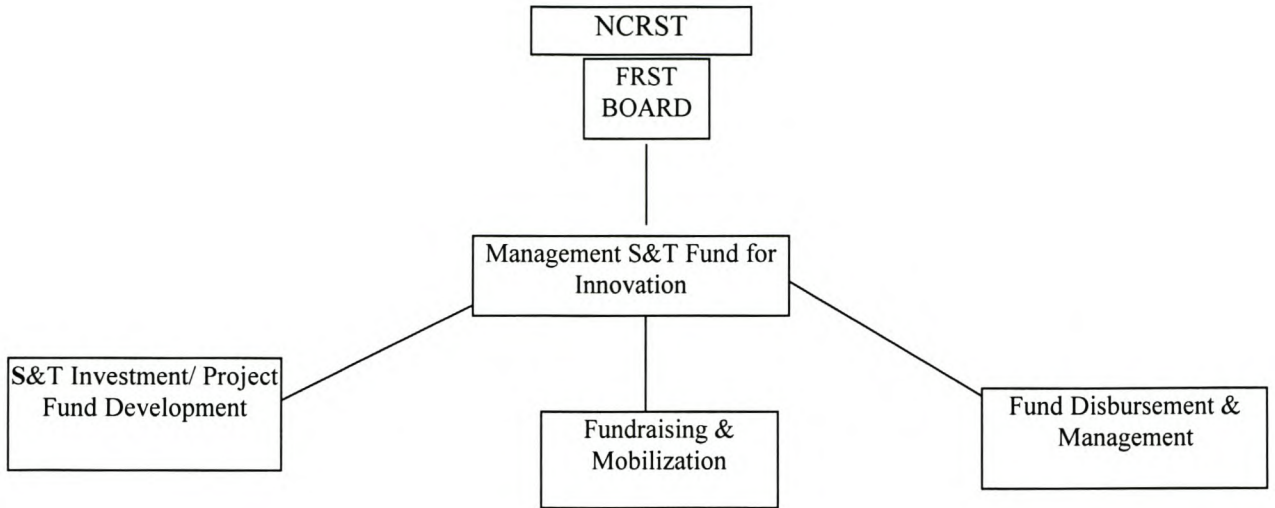 NCRST
FRST
BOARD
Management S&T Fund for
Innovation
S&T Investment/ Project
Fund Development
Fundraising &
Mobilization
Fund Disbursement &
Management